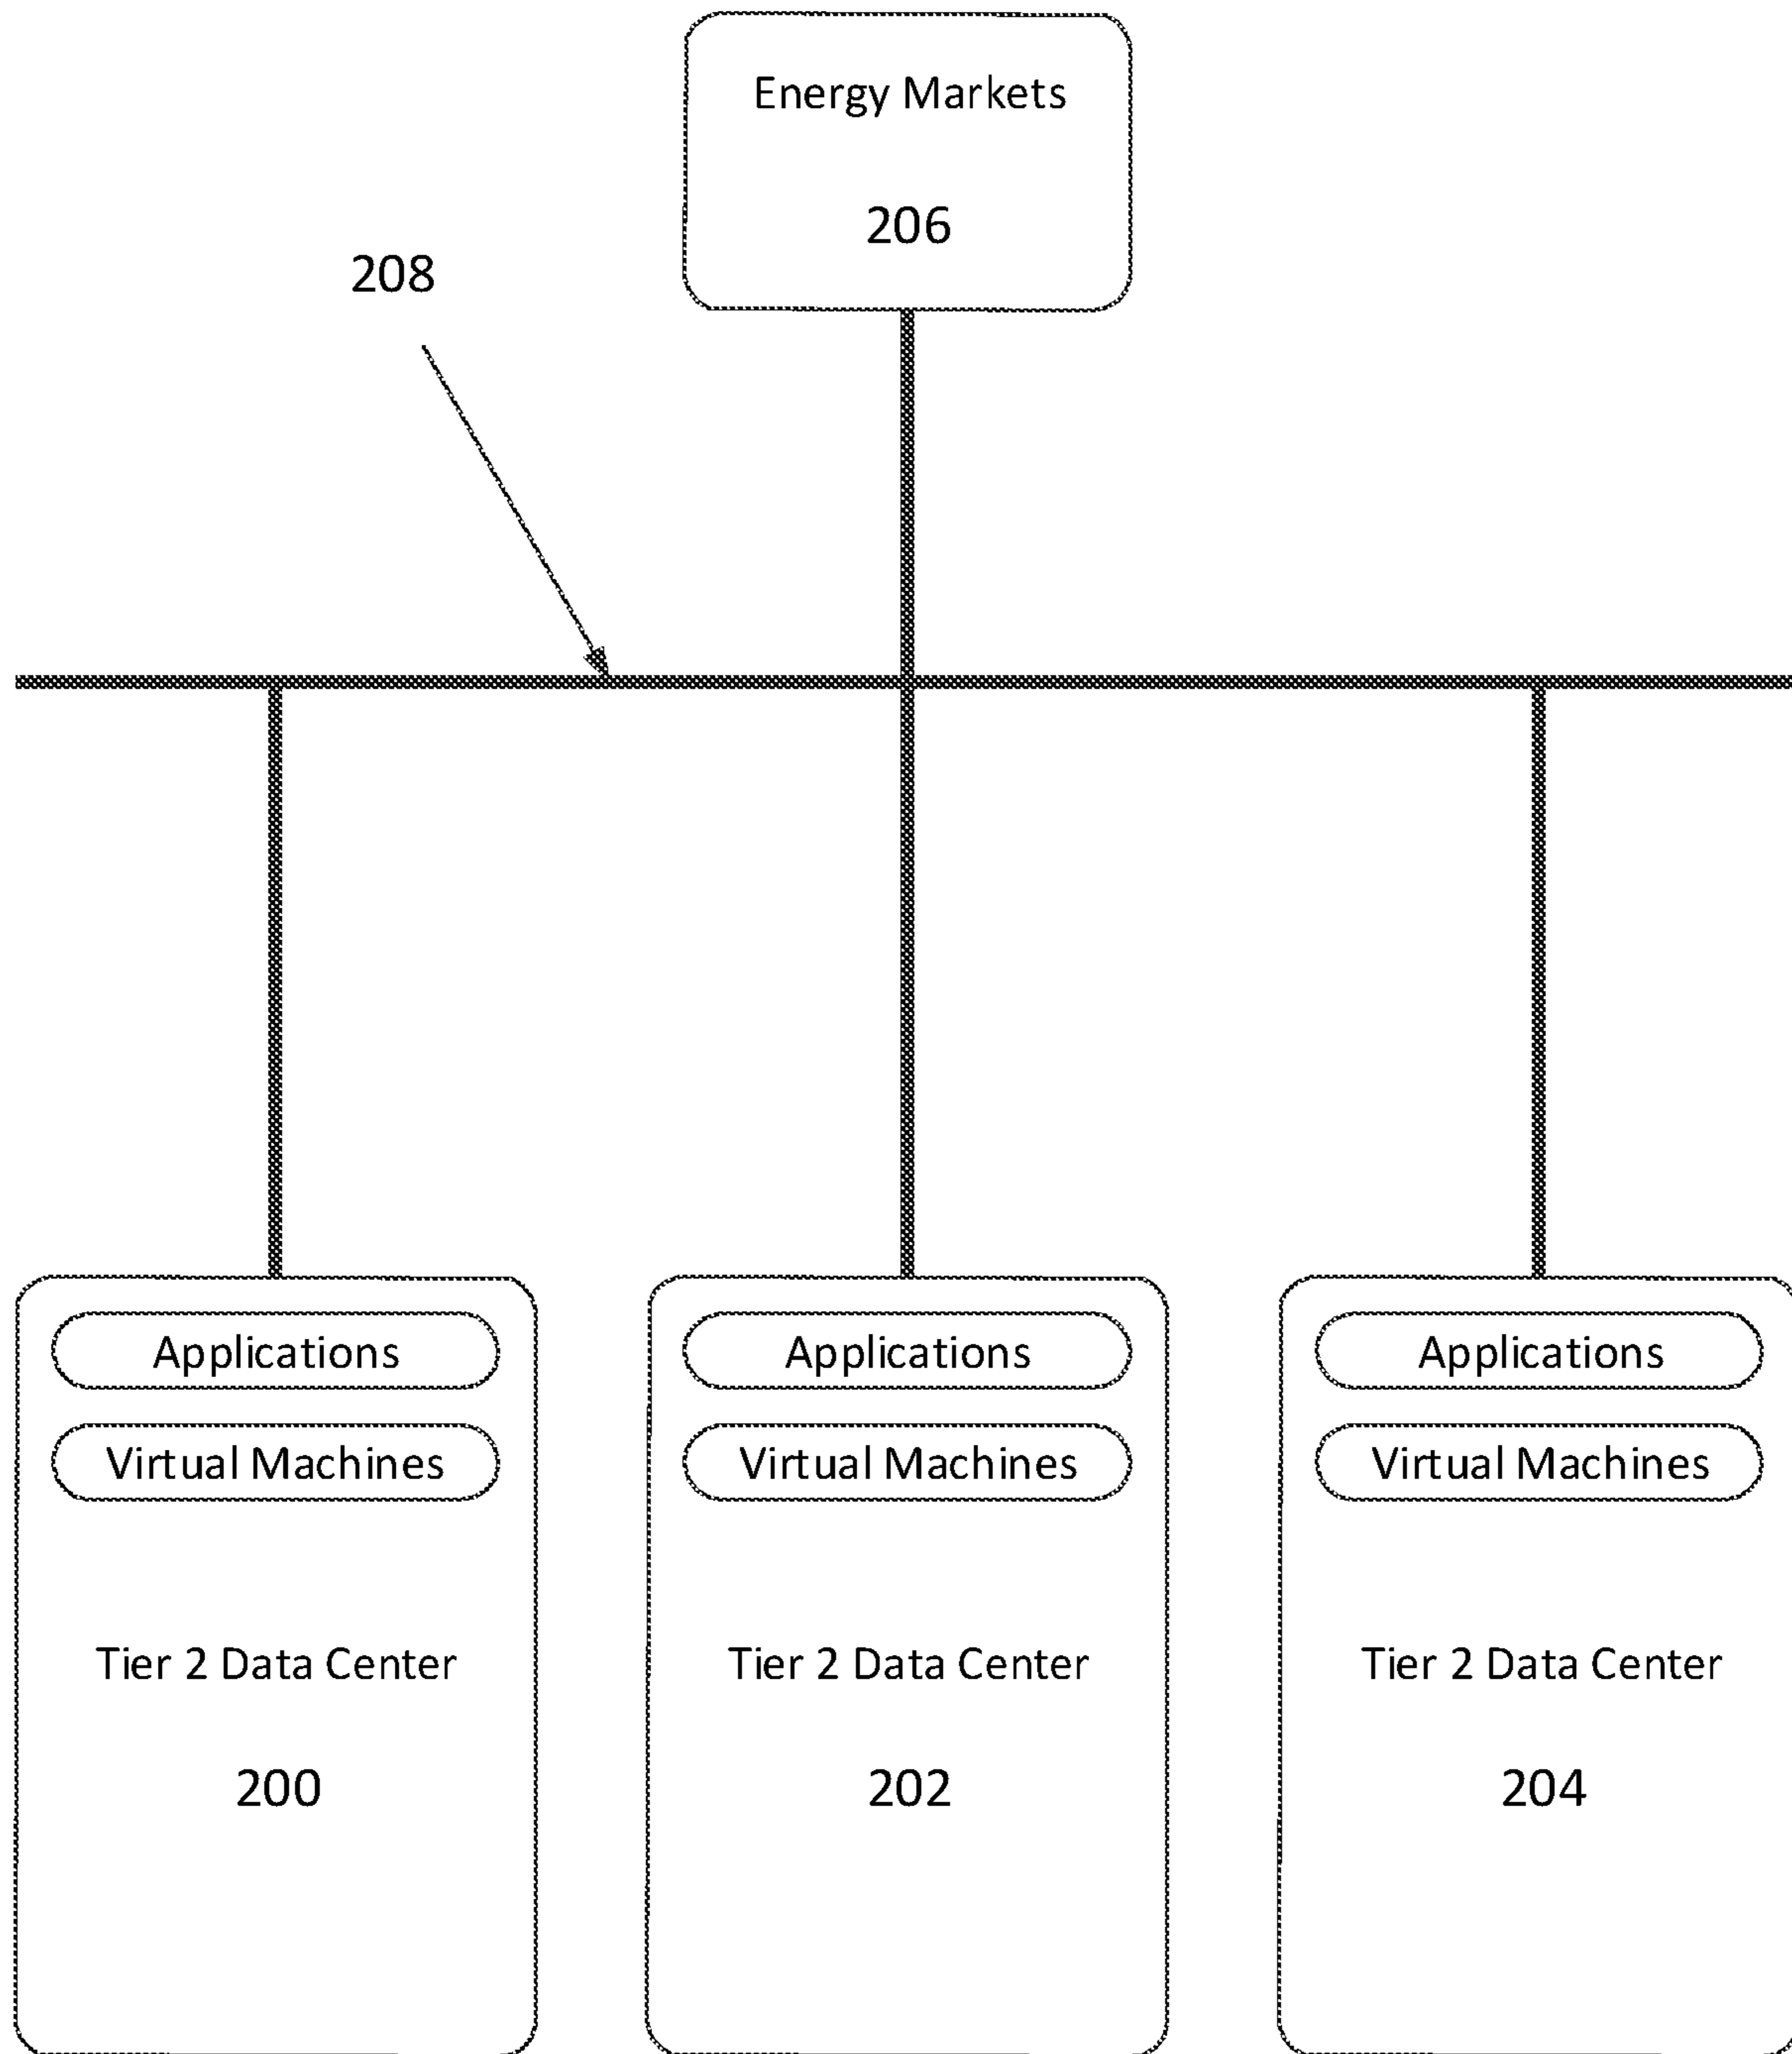 Energy Markets
206
208
Applications
Virtual Machines
Tier 2 Data Center
200
Applications
Virtual Machines
Tier 2 Data Center
202
Applications
Virtual Machines
Tier 2 Data Center
204